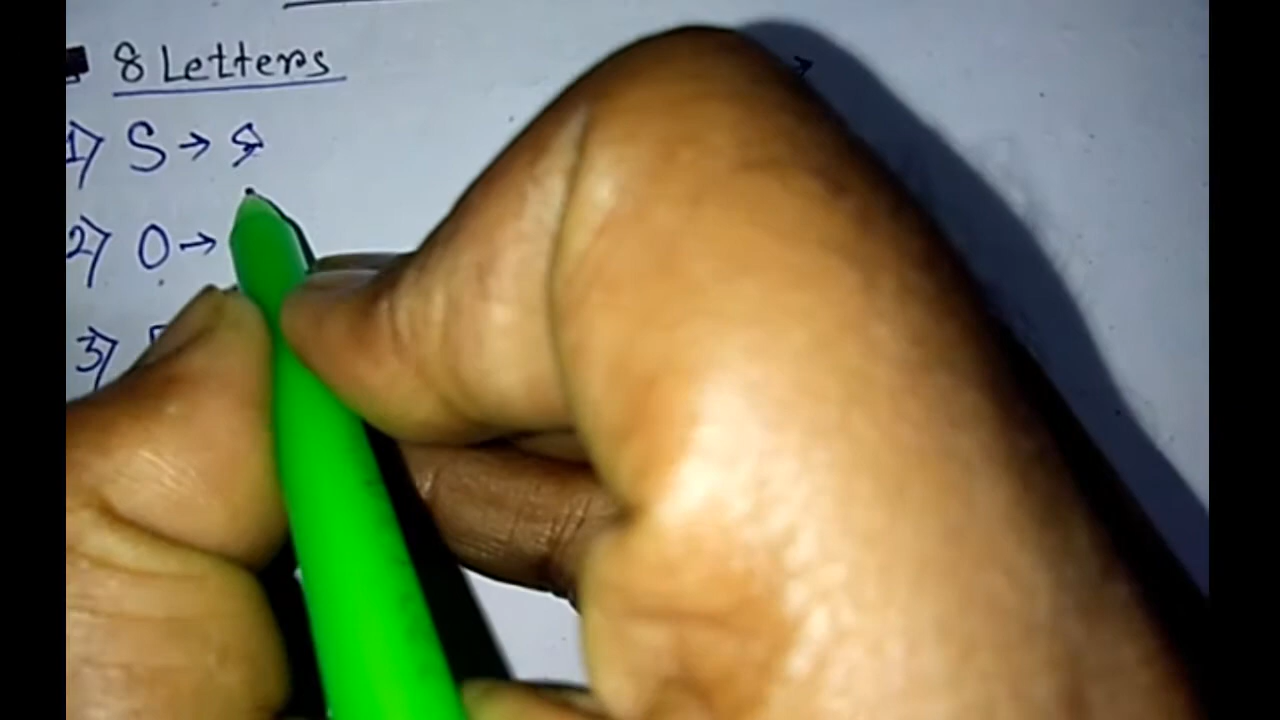 8 Letters
1) S →
2) O →
3)